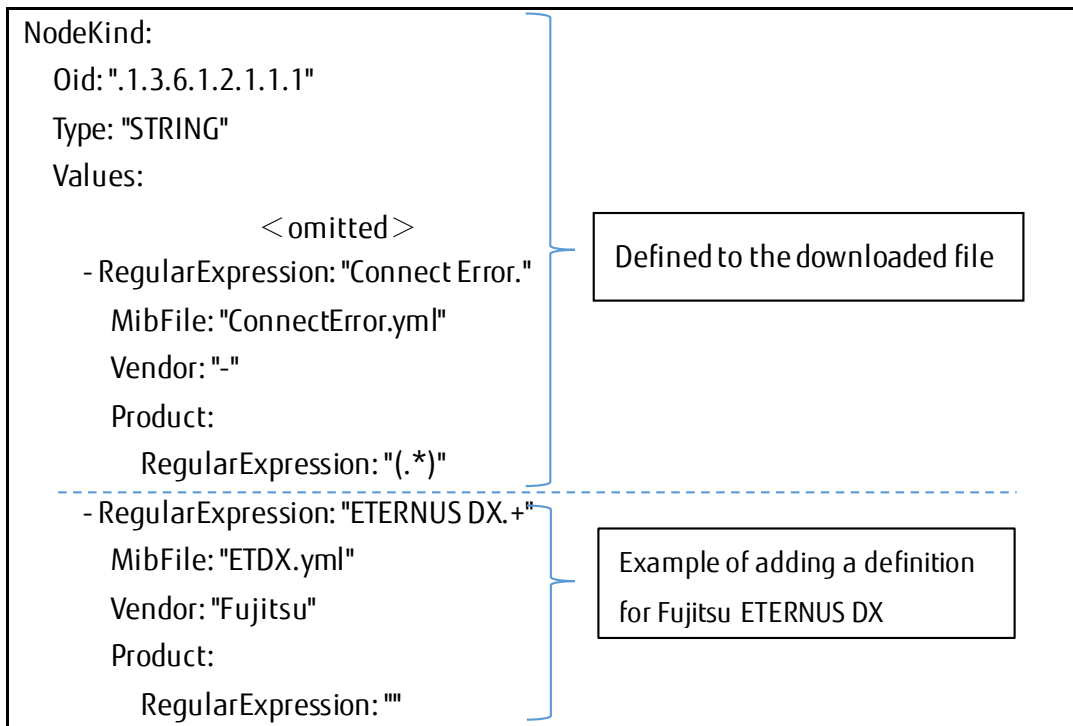 NodeKind:
Oid: ".1.3.6.1.2.1.1.1"
Type: "STRING"
Values:
＜omitted＞
- RegularExpression: "Connect Error."
MibFile: "ConnectError.yml"
Vendor: "-"
Product:
RegularExpression: "(.*)"
Defined to the downloaded file
- RegularExpression: "ETERNUS DX.+"
MibFile: "ETDX.yml"
Vendor: "Fujitsu"
Product:
RegularExpression: ""
Example of adding a definition
for Fujitsu ETERNUS DX